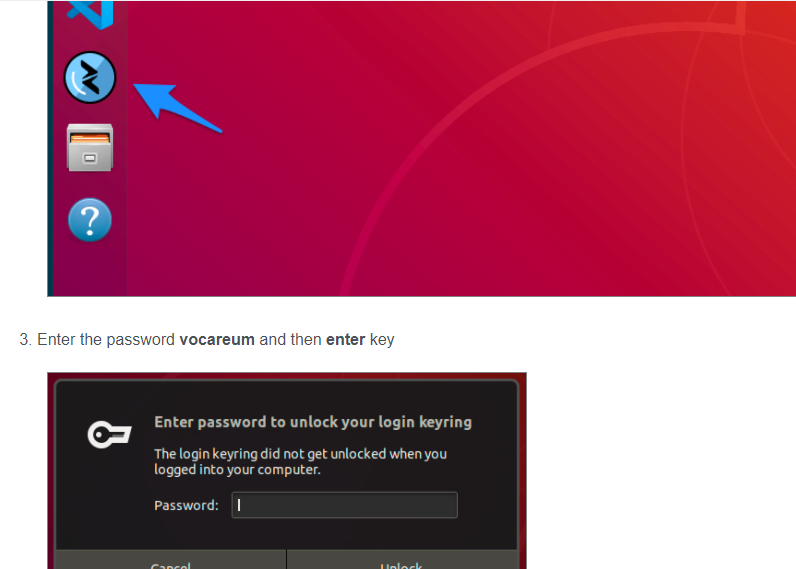 ?
3. Enter the password vocareum and then enter key
Enter password to unlock your login keyring
The login keyring did not get unlocked when you
logged into your computer.
Password:
Cancel Unlock